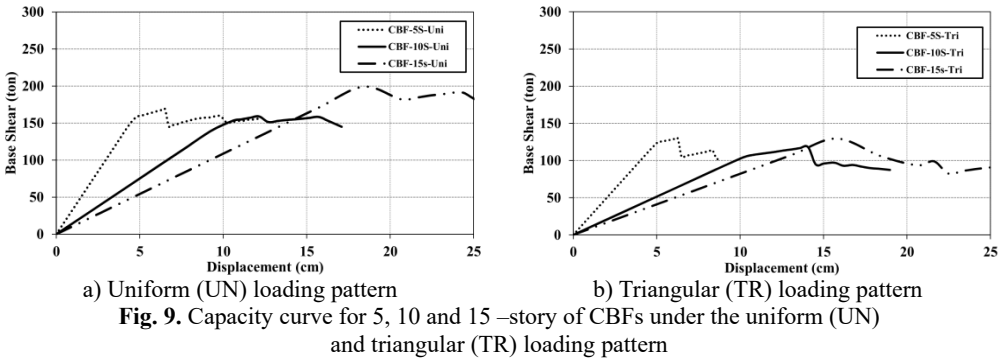 300
250
200
150
100
50
0
Base Shear (ton)
CBF-5S-Uni
CBF-10S-Uni
CBF-15s-Uni
0 5 10 15 20 25
Displacement (cm)
a) Uniform (UN) loading pattern
300
250
200
150
100
50
0
Base Shear (ton)
CBF-5S-Tri
CBF-10S-Tri
CBF-15s-Tri
0 5 10 15 20 25
Displacement (cm)
b) Triangular (TR) loading pattern
Fig. 9. Capacity curve for 5, 10 and 15 –story of CBFs under the uniform (UN)
and triangular (TR) loading pattern